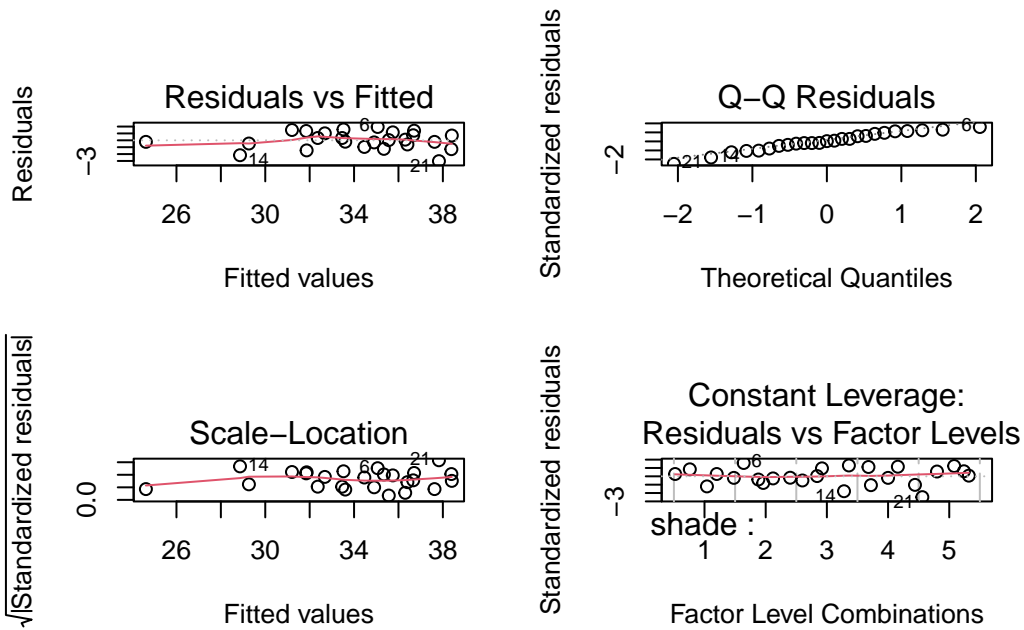 Residuals vs Fitted
Residuals
−3
6
14
21
26 30 34 38
Fitted values
Q−Q Residuals
Standardized residuals
−2
6
21 14
−2 −1 0 1 2
Theoretical Quantiles
Scale−Location
√|Standardized residuals|
0.0
14
6
21
26 30 34 38
Fitted values
Constant Leverage:
Residuals vs Factor Levels
Standardized residuals
−3
6
14
21
shade :
1 2 3 4 5
Factor Level Combinations